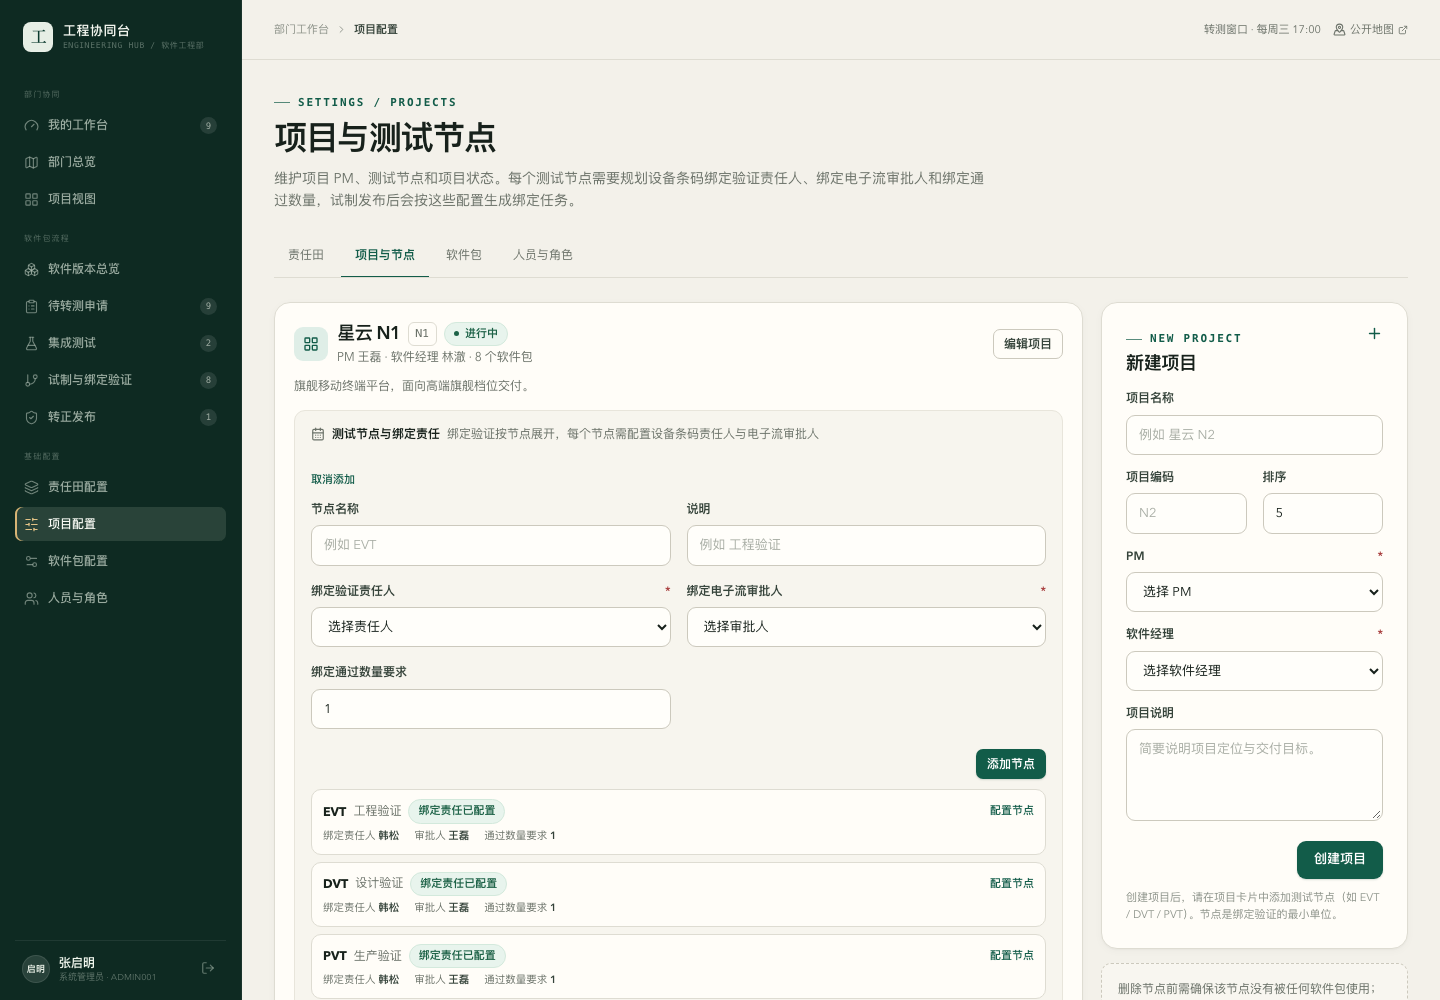 工
工程协同台
ENGINEERING HUB / 软件工程部
部门协同
我的工作台
9
部门总览
项目视图
软件包流程
软件版本总览
待转测申请
9
集成测试
2
试制与绑定验证
8
转正发布
1
基础配置
责任田配置
项目配置
软件包配置
人员与角色
启明
张启明
系统管理员 · ADMIN001
部门工作台
项目配置
转测窗口 · 每周三 17:00
公开地图
SETTINGS / PROJECTS
项目与测试节点
维护项目 PM、测试节点和项目状态。每个测试节点需要规划设备条码绑定验证责任人、绑定电子流审批人和绑定通
过数量，试制发布后会按这些配置生成绑定任务。
责任田
项目与节点
软件包
人员与角色
星云 N1
N1
进行中
PM 王磊 · 软件经理 林澈 · 8 个软件包
编辑项目
旗舰移动终端平台，面向高端旗舰档位交付。
测试节点与绑定责任 绑定验证按节点展开，每个节点需配置设备条码责任人与电子流审批人
取消添加
节点名称
说明
例如 EVT
例如 工程验证
绑定验证责任人 *
绑定电子流审批人 *
选择责任人
选择审批人
绑定通过数量要求
1
添加节点
EVT 工程验证 绑定责任已配置
配置节点
绑定责任人 韩松 审批人 王磊 通过数量要求 1
DVT 设计验证 绑定责任已配置
配置节点
绑定责任人 韩松 审批人 王磊 通过数量要求 1
PVT 生产验证 绑定责任已配置
配置节点
绑定责任人 韩松 审批人 王磊 通过数量要求 1
NEW PROJECT
新建项目
项目名称
例如 星云 N2
项目编码
排序
N2
5
PM *
选择 PM
软件经理 *
选择软件经理
项目说明
简要说明项目定位与交付目标。
创建项目
创建项目后，请在项目卡片中添加测试节点（如 EVT
/ DVT / PVT）。节点是绑定验证的最小单位。
删除节点前需确保该节点没有被任何软件包使用；